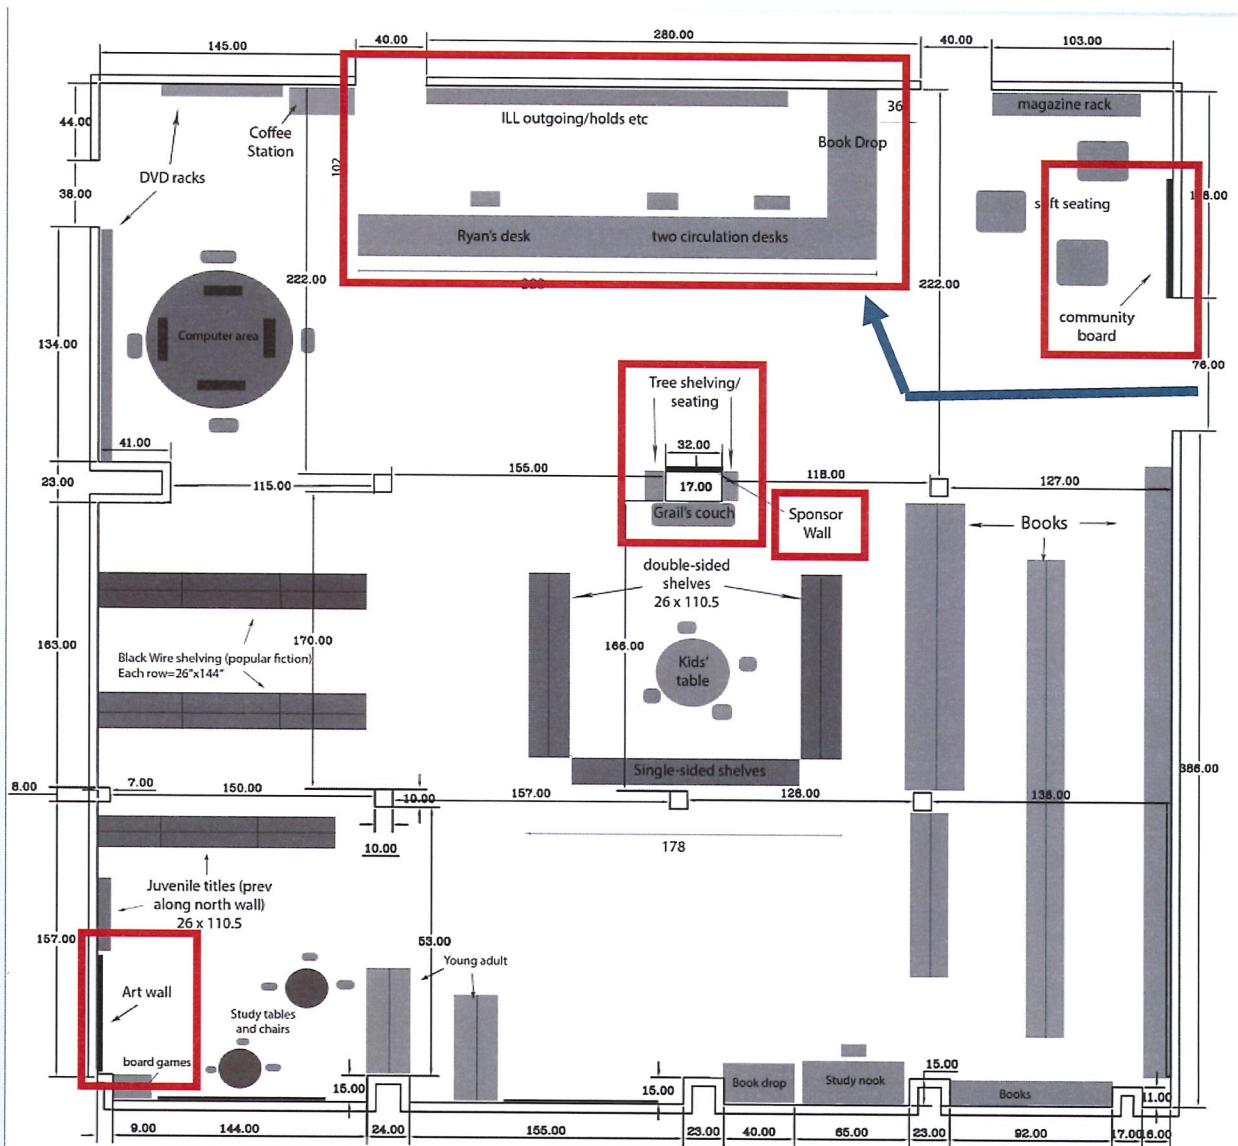 145.00
40.00
280.00
40.00
103.00
44.00
Coffee
Station
ILL outgoing/holds etc
Book Drop
36
magazine rack
DVD racks
38.00
soft seating
Ryan's desk
two circulation desks
222.00
222.00
community
board
134.00
Computer area
76.00
Tree shelving/
seating
41.00
32.00
23.00
115.00
155.00
17.00
118.00
127.00
Grail's couch
Sponsor
Wall
Books
double-sided
shelves
26 x 110.5
163.00
170.00
166.00
Black Wire shelving (popular fiction)
Each row=26"x144"
Kids'
table
Single-sided shelves
386.00
8.00
7.00
150.00
10.00
157.00
128.00
136.00
10.00
178
Juvenile titles (prev
along north wall)
26 x 110.5
157.00
53.00
Young adult
Art wall
Study tables
and chairs
board games
15.00
15.00
Book drop
Study nook
15.00
Books
11.00
9.00
144.00
24.00
155.00
23.00
40.00
65.00
23.00
92.00
17.00
16.00